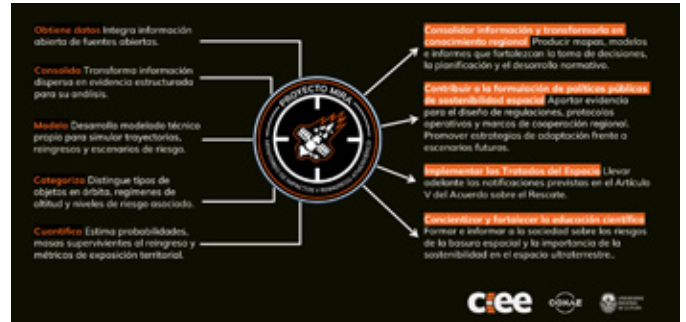 Obtiene datos Integra información
abierta de fuentes abiertas.
Consolida Transforma información
dispersa en evidencia estructurada
para su análisis.
Modela Desarrolla modelado técnico
propio para simular trayectorias,
reingresos y escenarios de riesgo.
Categoriza Distingue tipos de
objetos en órbita, regímenes de
altitud y niveles de riesgo asociado.
Cuantifica Estima probabilidades,
masas supervivientes al reingreso y
métricas de exposición territorial.
PROYECTO MIRA
Consolidar información y transformarla en
conocimiento regional Producir mapas, modelos
e informes que fortalezcan la toma de decisiones,
la planificación y el desarrollo normativo.
Contribuir a la formulación de políticas públicas
de sostenibilidad espacial Aportar evidencia
para el diseño de regulaciones, protocolos
operativos y marcos de cooperación regional.
Promover estrategias de adaptación frente a
escenarios futuros.
Implementar los Tratados del Espacio Llevar
adelante las notificaciones previstas en el Artículo
V del Acuerdo sobre el Rescate.
Concientizar y fortalecer la educación científica
Formar e informar a la sociedad sobre los riesgos
de la basura espacial y la importancia de la
sostenibilidad en el espacio ultraterrestre..
ciee
CONAE